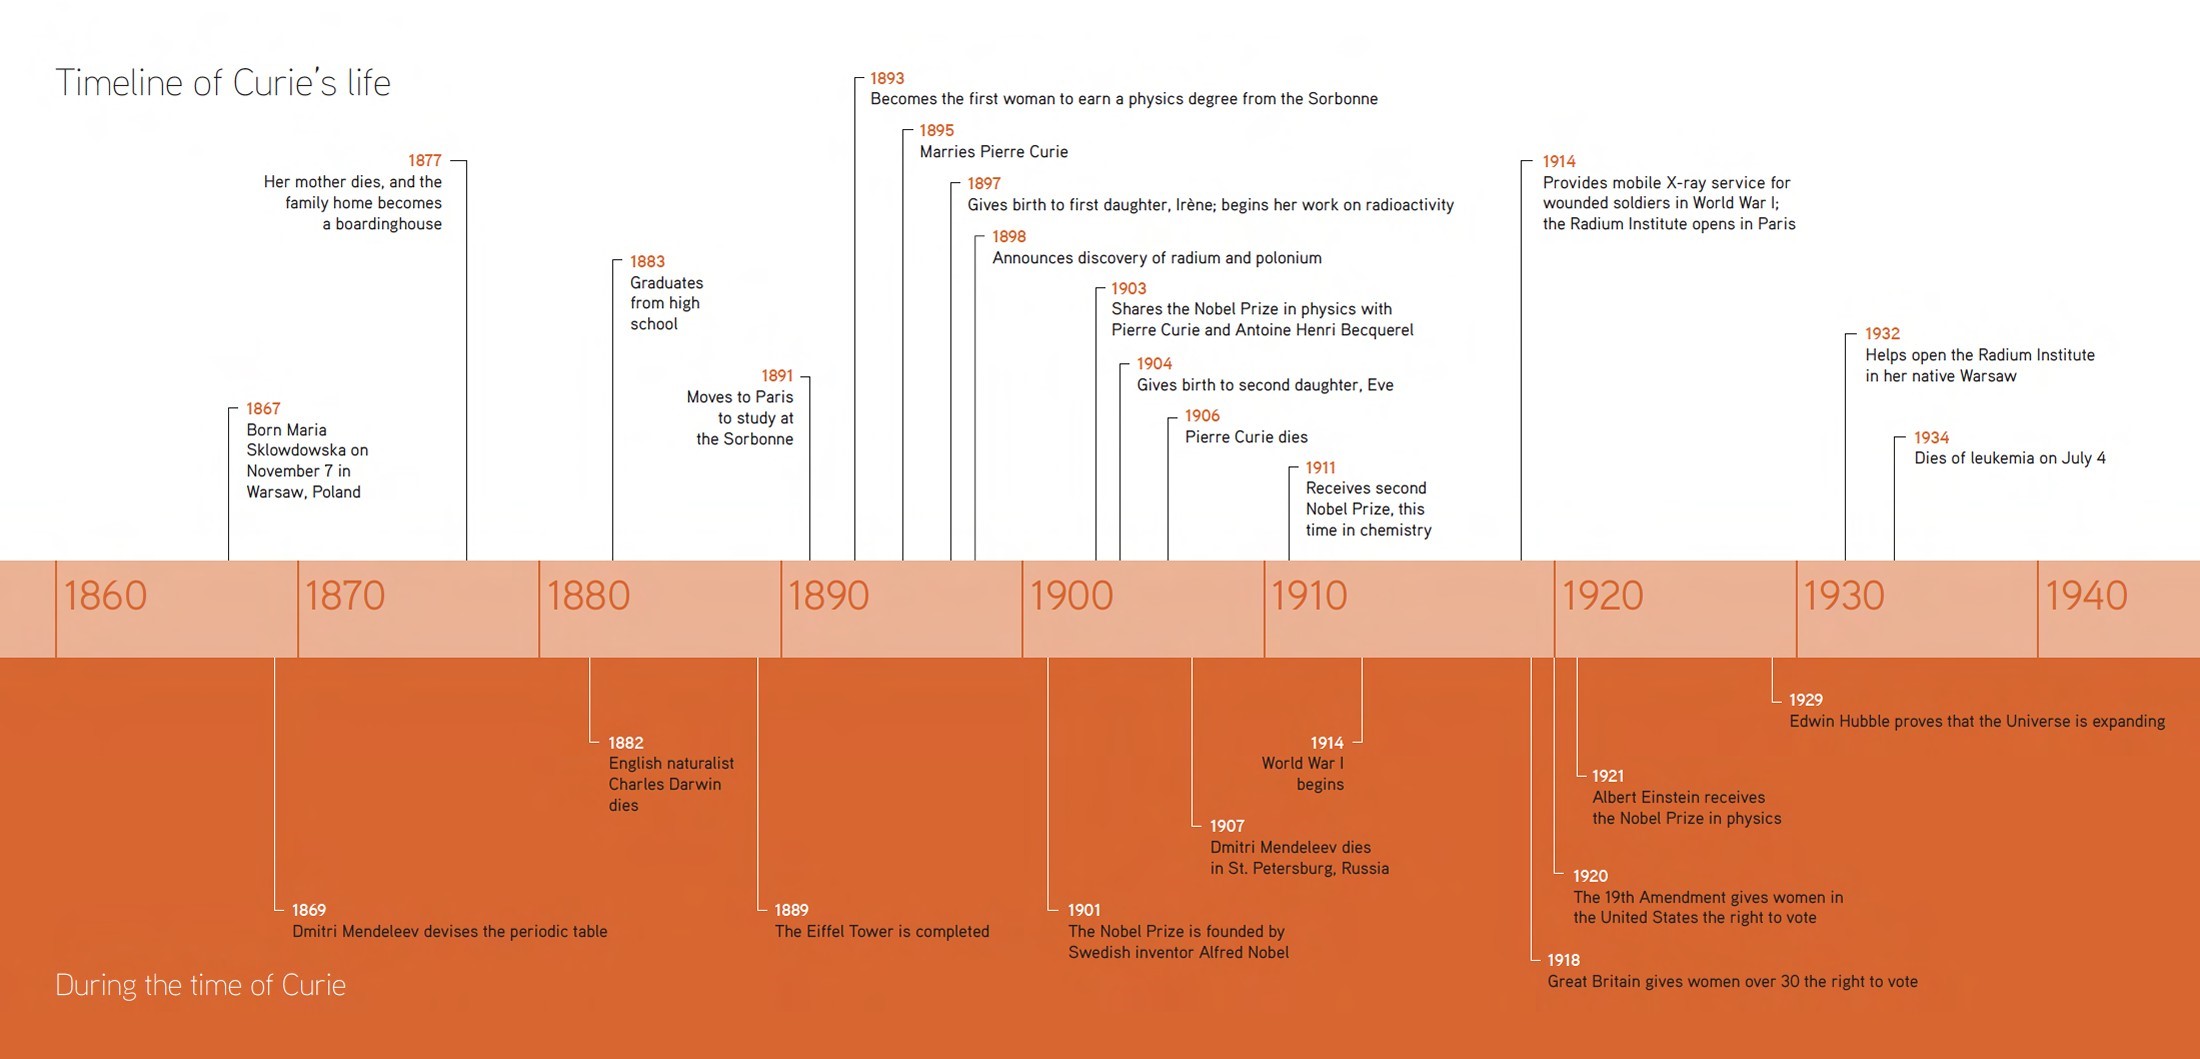 Timeline of Curie's life
1893
Becomes the first woman to earn a physics degree from the Sorbonne
1895
Marries Pierre Curie
1877
Her mother dies, and the
family home becomes
a boardinghouse
1897
Gives birth to first daughter, Irène; begins her work on radioactivity
1914
Provides mobile X-ray service for
wounded soldiers in World War I;
the Radium Institute opens in Paris
1898
Announces discovery of radium and polonium
1883
Graduates
from high
school
1903
Shares the Nobel Prize in physics with
Pierre Curie and Antoine Henri Becquerel
1932
Helps open the Radium Institute
in her native Warsaw
1904
Gives birth to second daughter, Eve
1891
Moves to Paris
to study at
the Sorbonne
1867
Born Maria
Sklowdowska on
November 7 in
Warsaw, Poland
1906
Pierre Curie dies
1934
Dies of leukemia on July 4
1911
Receives second
Nobel Prize, this
time in chemistry
1860 1870 1880 1890 1900 1910 1920 1930 1940
1929
Edwin Hubble proves that the Universe is expanding
1882
English naturalist
Charles Darwin
dies
1914
World War I
begins
1921
Albert Einstein receives
the Nobel Prize in physics
1907
Dmitri Mendeleev dies
in St. Petersburg, Russia
1920
The 19th Amendment gives women in
the United States the right to vote
1869
Dmitri Mendeleev devises the periodic table
1889
The Eiffel Tower is completed
1901
The Nobel Prize is founded by
Swedish inventor Alfred Nobel
1918
Great Britain gives women over 30 the right to vote
During the time of Curie